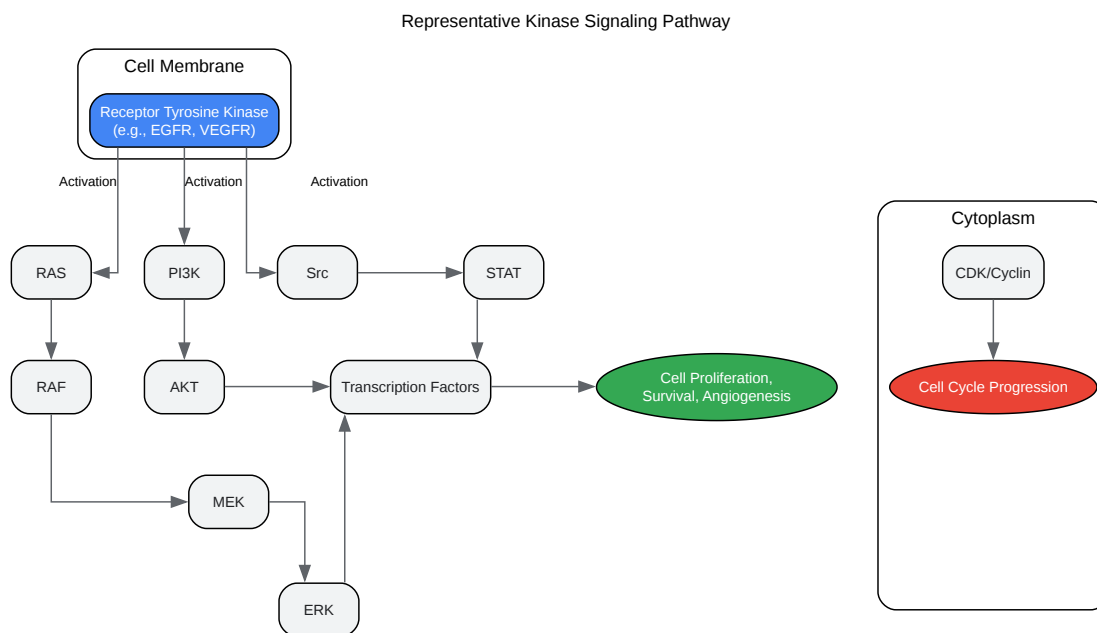 Representative Kinase Signaling Pathway
Cell Membrane
Receptor Tyrosine Kinase
(e.g., EGFR, VEGFR)
Activation
Activation
Activation
Cytoplasm
RAS
PI3K
Src
STAT
CDK/Cyclin
RAF
AKT
Transcription Factors
Cell Proliferation,
Survival, Angiogenesis
Cell Cycle Progression
MEK
ERK